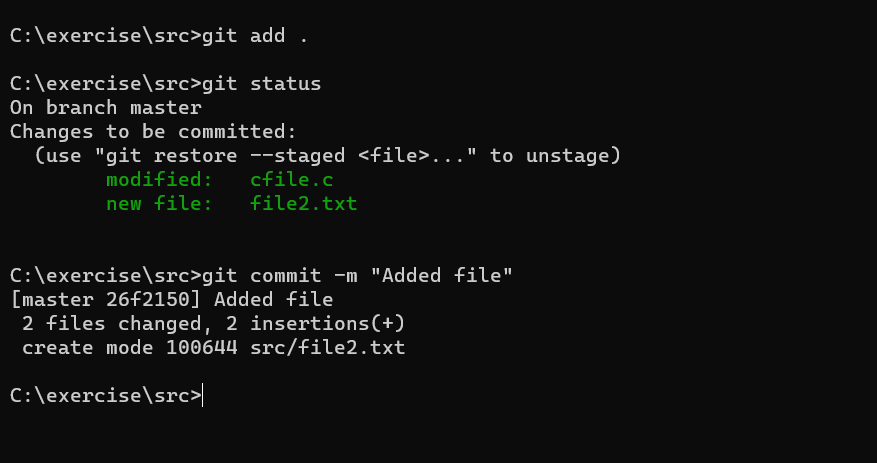 C:\exercise\src>git add .
C:\exercise\src>git status
On branch master
Changes to be committed:
  (use "git restore --staged <file>..." to unstage)
        modified:   cfile.c
        new file:   file2.txt
C:\exercise\src>git commit -m "Added file"
[master 26f2150] Added file
 2 files changed, 2 insertions(+)
 create mode 100644 src/file2.txt
C:\exercise\src>